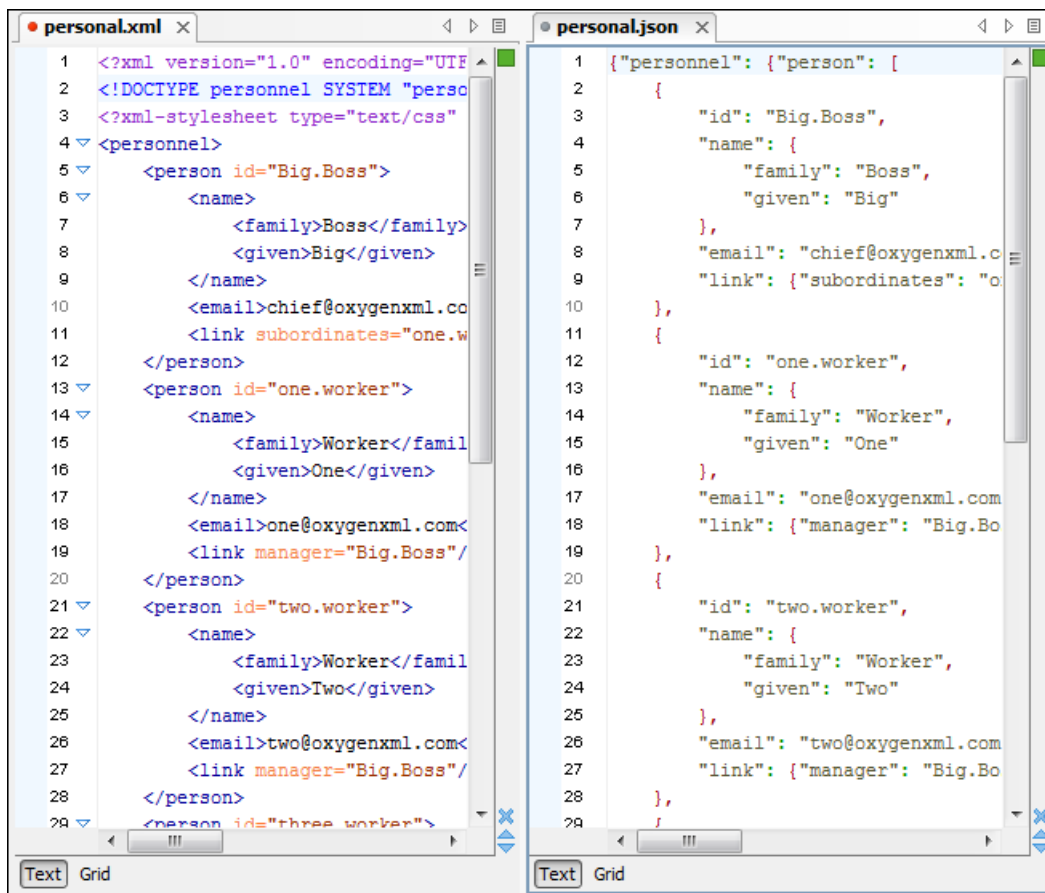 personal.xml
1 <?xml version="1.0" encoding="UTF
2 <!DOCTYPE personnel SYSTEM "perso
3 <?xml-stylesheet type="text/css"
4 <personnel>
5 <person id="Big.Boss">
6 <name>
7 <family>Boss</family>
8 <given>Big</given>
9 </name>
10 <email>chief@oxygenxml.co
11 <link subordinates="one.w
12 </person>
13 <person id="one.worker">
14 <name>
15 <family>Worker</famil
16 <given>One</given>
17 </name>
18 <email>one@oxygenxml.com<
19 <link manager="Big.Boss"/
20 </person>
21 <person id="two.worker">
22 <name>
23 <family>Worker</famil
24 <given>Two</given>
25 </name>
26 <email>two@oxygenxml.com<
27 <link manager="Big.Boss"/
28 </person>
29 <person id="three.worker">
Text Grid
personal.json
1 {"personnel": {"person": [
2 {
3 "id": "Big.Boss",
4 "name": {
5 "family": "Boss",
6 "given": "Big"
7 },
8 "email": "chief@oxygenxml.c
9 "link": {"subordinates": "o
10 },
11 {
12 "id": "one.worker",
13 "name": {
14 "family": "Worker",
15 "given": "One"
16 },
17 "email": "one@oxygenxml.com
18 "link": {"manager": "Big.Bo
19 },
20 {
21 "id": "two.worker",
22 "name": {
23 "family": "Worker",
24 "given": "Two"
25 },
26 "email": "two@oxygenxml.com
27 "link": {"manager": "Big.Bo
28 },
29 {
Text Grid